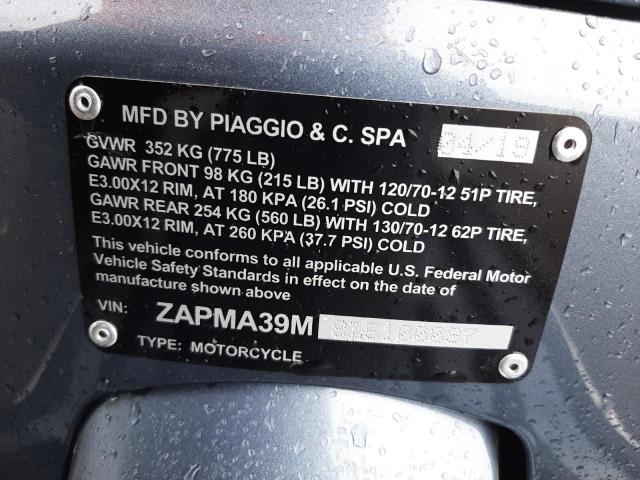 MFD BY PIAGGIO & C. SPA 04/19
GVWR 352 KG (775 LB)
GAWR FRONT 98 KG (215 LB) WITH 120/70-12 51P TIRE,
E3.00X12 RIM, AT 180 KPA (26.1 PSI) COLD
GAWR REAR 254 KG (560 LB) WITH 130/70-12 62P TIRE,
E3.00X12 RIM, AT 260 KPA (37.7 PSI) COLD
This vehicle conforms to all applicable U.S. Federal Motor
Vehicle Safety Standards in effect on the date of
manufacture shown above
VIN: ZAPMA39M
TYPE: MOTORCYCLE